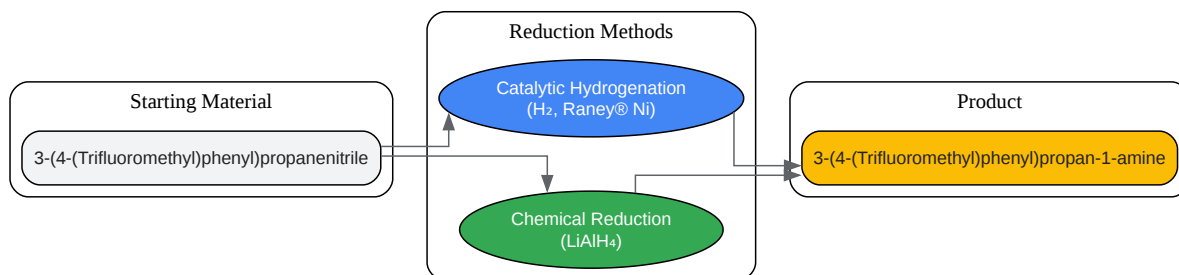 Starting Material
3-(4-(Trifluoromethyl)phenyl)propanenitrile
Reduction Methods
Catalytic Hydrogenation
(H₂, Raney® Ni)
Chemical Reduction
(LiAlH₄)
Product
3-(4-(Trifluoromethyl)phenyl)propan-1-amine